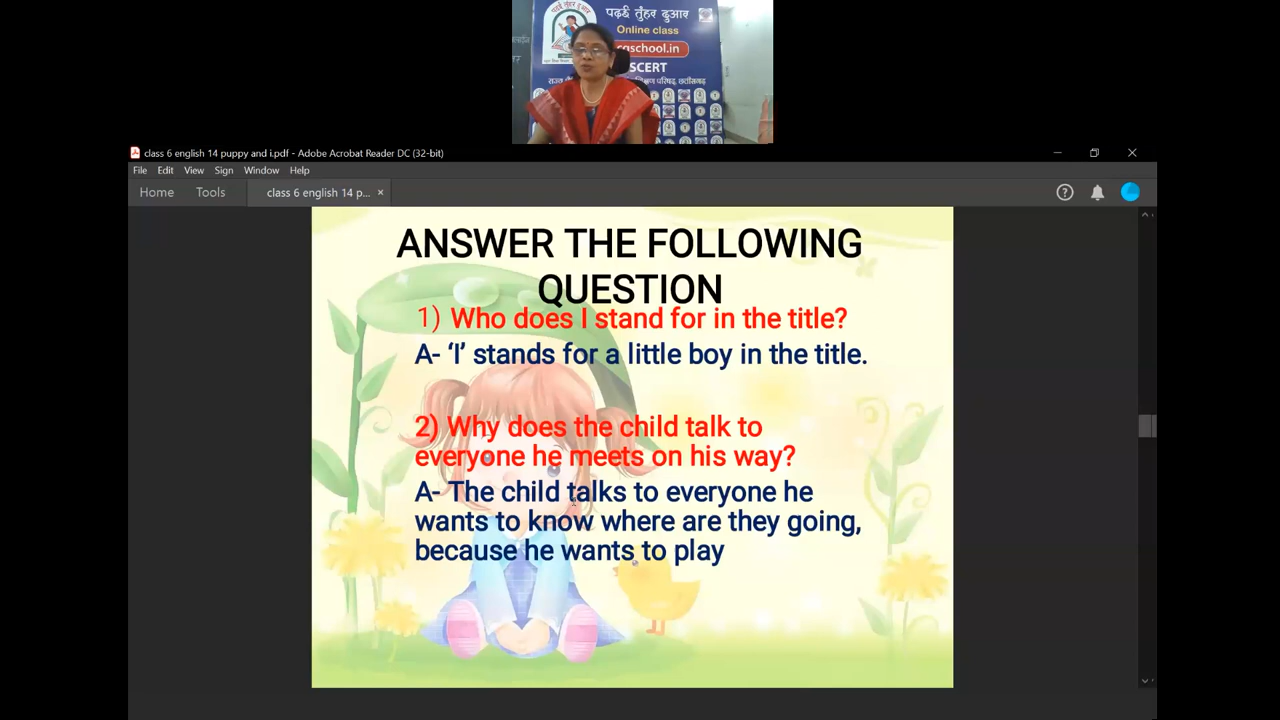 पढ़ई तुंहर दुआर
Online class
cgschool.in
SCERT
class 6 english 14 puppy and i.pdf - Adobe Acrobat Reader DC (32-bit)
File Edit View Sign Window Help
Home Tools class 6 english 14 p... ×
ANSWER THE FOLLOWING
QUESTION
1) Who does I stand for in the title?
A- ‘I’ stands for a little boy in the title.
2) Why does the child talk to
everyone he meets on his way?
A- The child talks to everyone he
wants to know where are they going,
because he wants to play